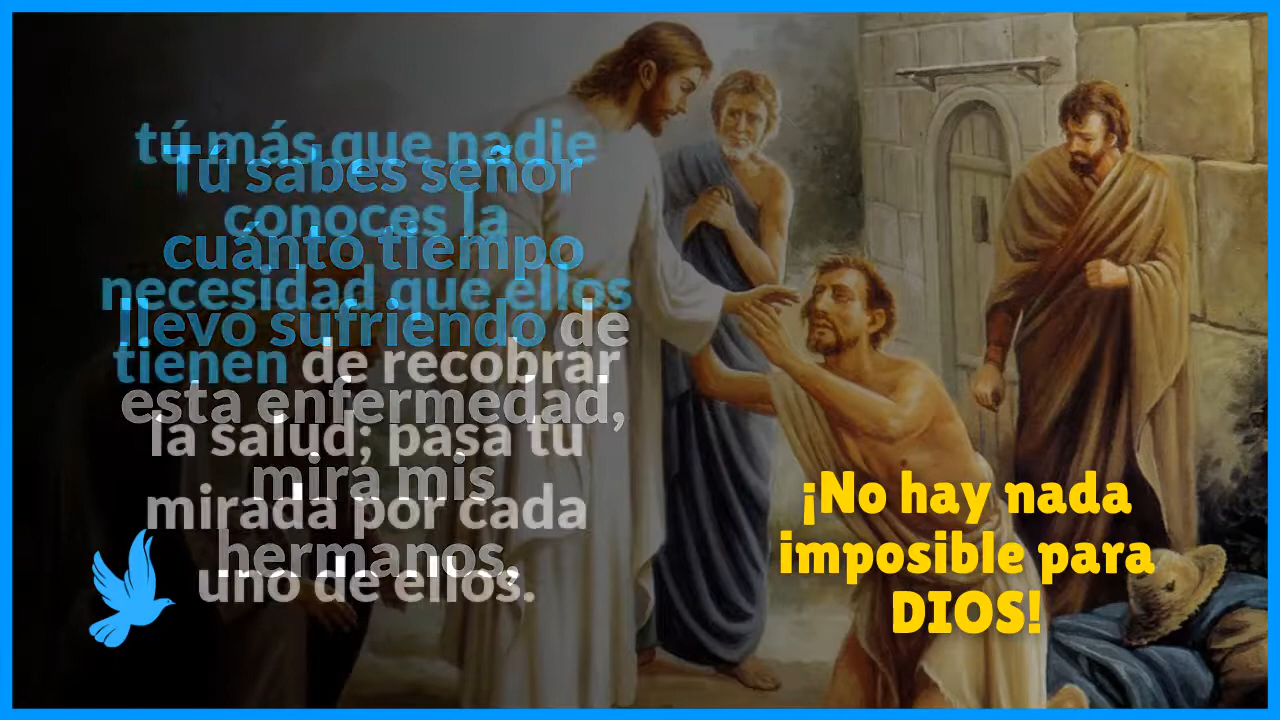 tú más que nadie
conoces la
necesidad que ellos
tienen de recobrar
la salud; pasa tu
mirada por cada
uno de ellos.
Tú sabes señor
cuánto tiempo
llevo sufriendo de
esta enfermedad,
mira mis
hermanos,
¡No hay nada
imposible para
DIOS!